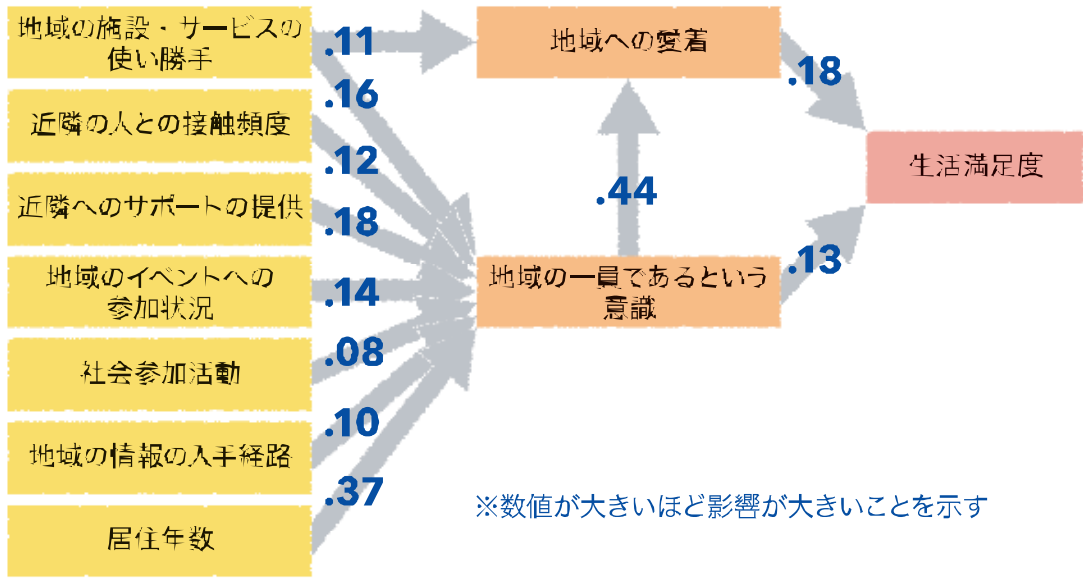 地域の施設・サービスの
使い勝手
.11
地域への愛着
.18
.16
近隣の人との接触頻度
.12
生活満足度
近隣へのサポートの提供
.18
.44
地域のイベントへの
参加状況
.14
地域の一員であるという
意識
.13
社会参加活動
.08
地域の情報の入手経路
.10
.37
居住年数
※数値が大きいほど影響が大きいことを示す